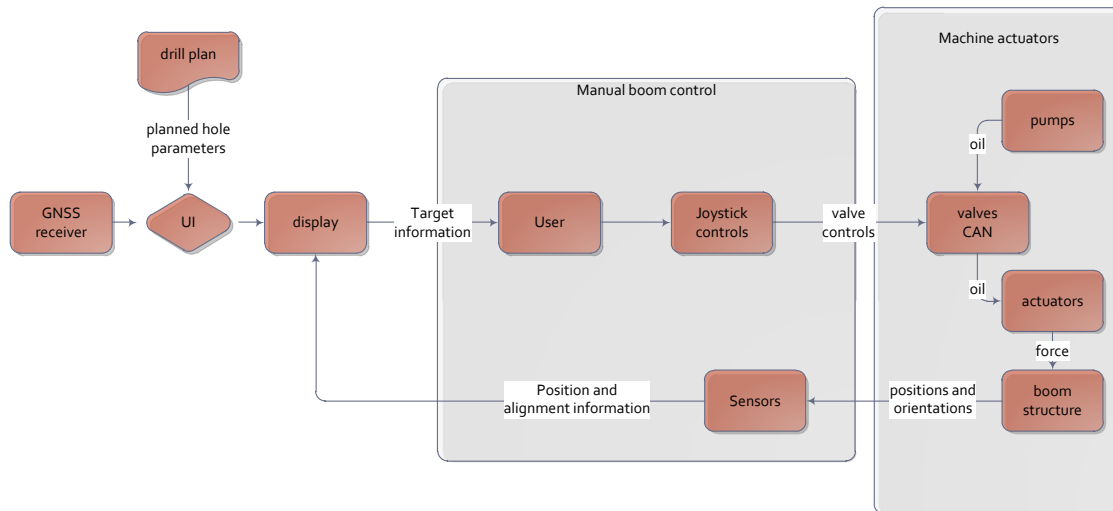 Machine actuators
drill plan
Manual boom control
pumps
planned hole
parameters
oil
GNSS
receiver
UI
display
Target
information
User
Joystick
controls
valve
controls
valves
CAN
oil
actuators
force
Position and
alignment information
Sensors
positions and
orientations
boom
structure